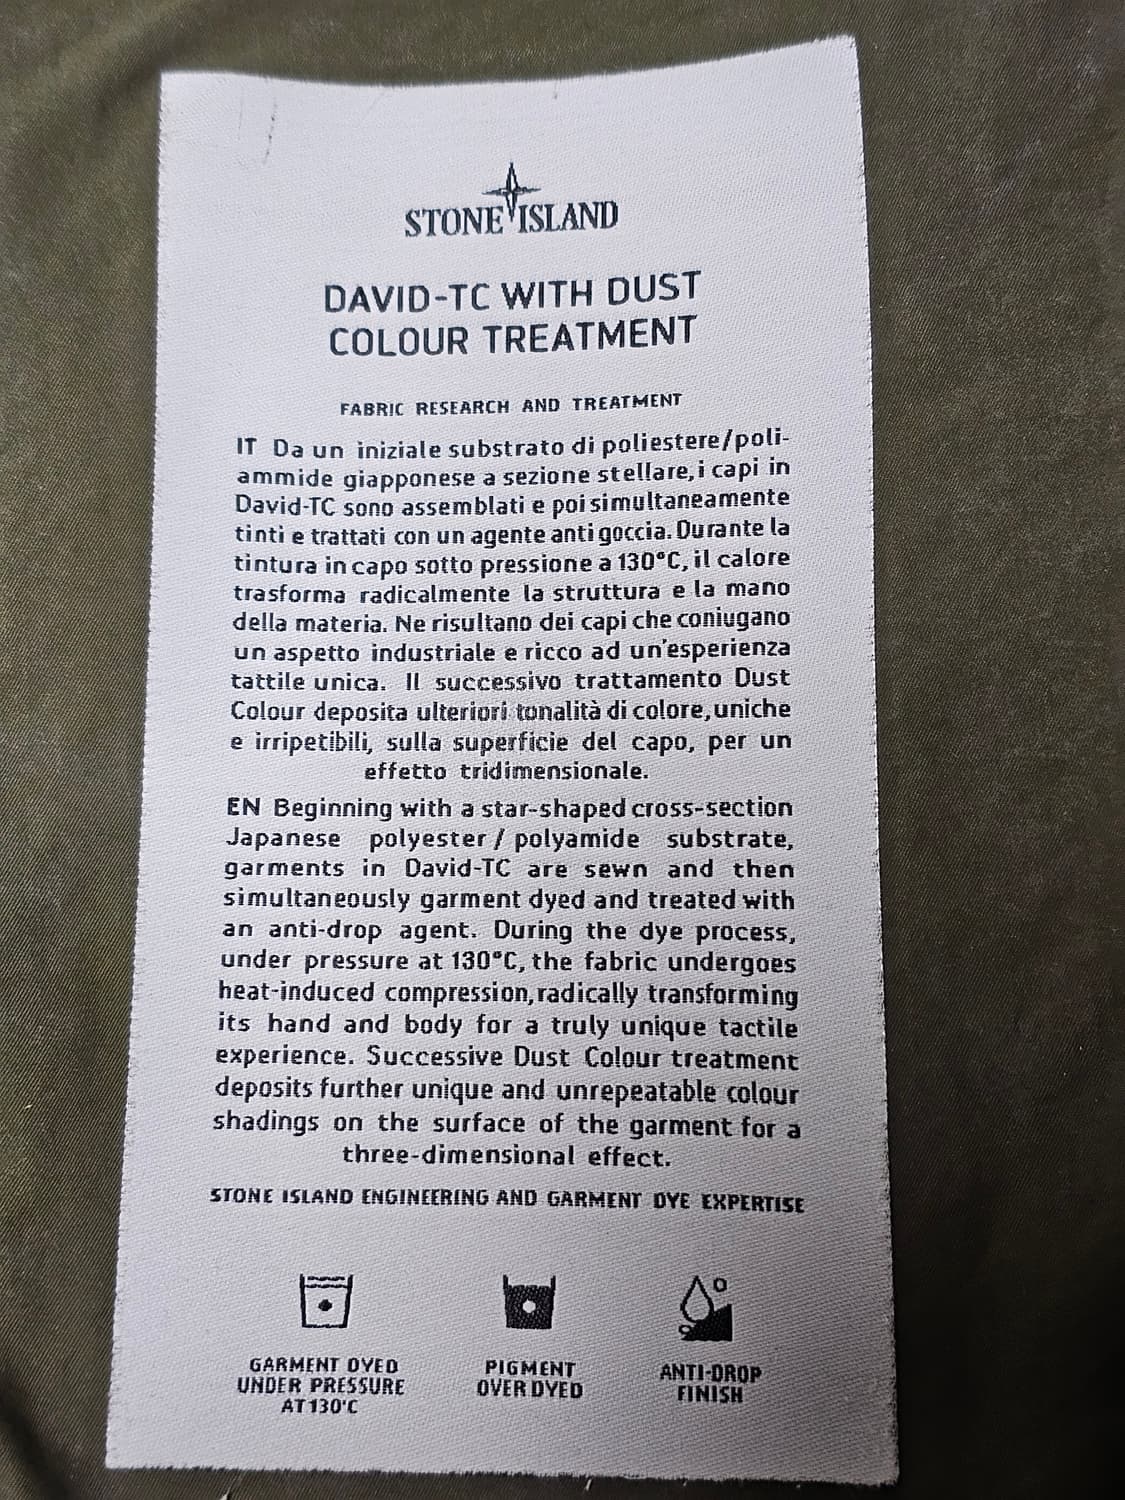 STONE ISLAND
DAVID-TC WITH DUST
COLOUR TREATMENT
FABRIC RESEARCH AND TREATMENT
IT Da un iniziale substrato di poliestere/poli-
ammide giapponese a sezione stellare, i capi in
David-TC sono assemblati e poi simultaneamente
tinti e trattati con un agente anti goccia. Durante la
tintura in capo sotto pressione a 130°C, il calore
trasforma radicalmente la struttura e la mano
della materia. Ne risultano dei capi che coniugano
un aspetto industriale e ricco ad un'esperienza
tattile unica. Il successivo trattamento Dust
Colour deposita ulteriori tonalità di colore, uniche
e irripetibili, sulla superficie del capo, per un
effetto tridimensionale.
EN Beginning with a star-shaped cross-section
Japanese polyester / polyamide substrate,
garments in David-TC are sewn and then
simultaneously garment dyed and treated with
an anti-drop agent. During the dye process,
under pressure at 130°C, the fabric undergoes
heat-induced compression, radically transforming
its hand and body for a truly unique tactile
experience. Successive Dust Colour treatment
deposits further unique and unrepeatable colour
shadings on the surface of the garment for a
three-dimensional effect.
STONE ISLAND ENGINEERING AND GARMENT DYE EXPERTISE
GARMENT DYED
UNDER PRESSURE
AT 130°C
PIGMENT
OVER DYED
ANTI-DROP
FINISH